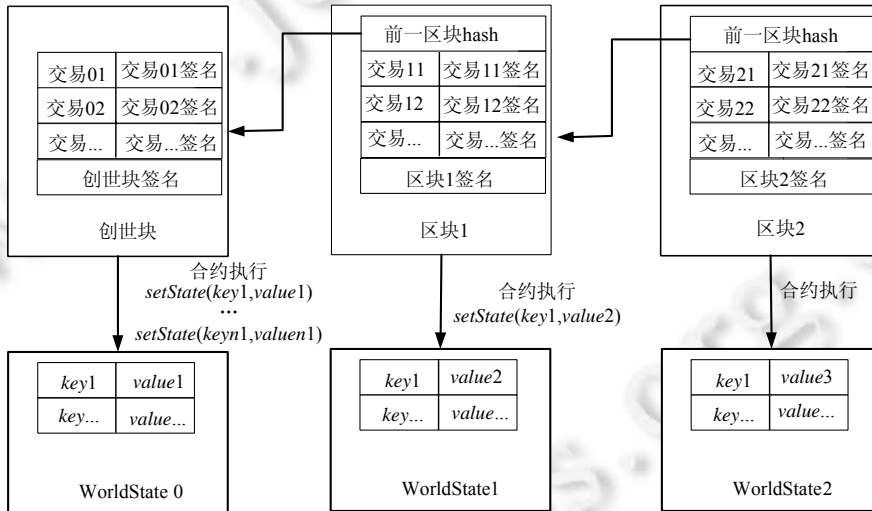 交易01 交易01签名
交易02 交易02签名
交易... 交易...签名
创世块签名
创世块
前一区块hash
交易11 交易11签名
交易12 交易12签名
交易... 交易...签名
区块1签名
区块1
前一区块hash
交易21 交易21签名
交易22 交易22签名
交易... 交易...签名
区块2签名
区块2
合约执行
setState(key1,value1)
...
setState(keyn1,valuen1)
合约执行
setState(key1,value2)
合约执行
key1 value1
key... value...
WorldState 0
key1 value2
key... value...
WorldState1
key1 value3
key... value...
WorldState2